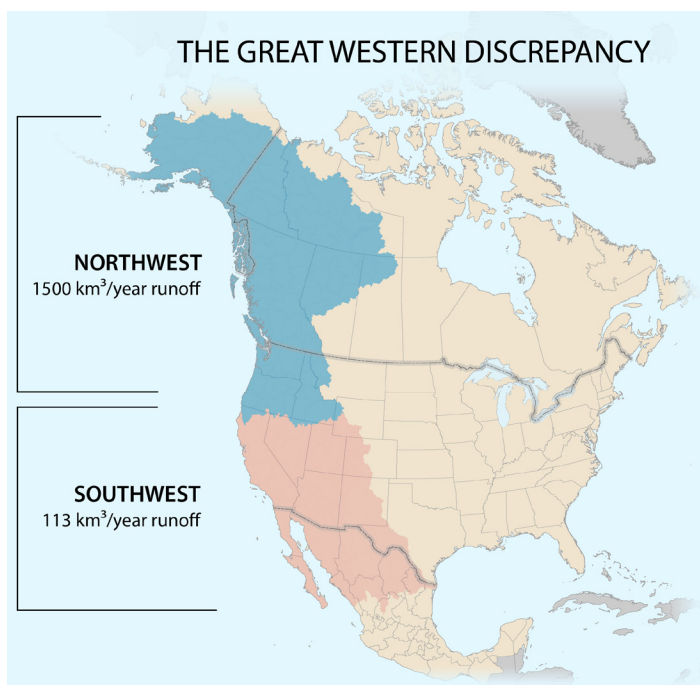 THE GREAT WESTERN DISCREPANCY
NORTHWEST
1500 km³/year runoff
SOUTHWEST
113 km³/year runoff